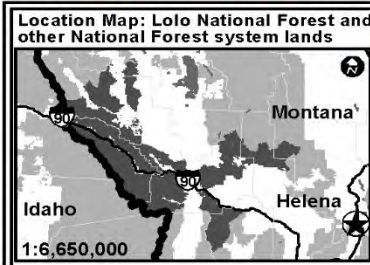 Location Map: Lolo National Forest and
other National Forest system lands
90
Montana
90
Idaho
Helena
1:6,650,000